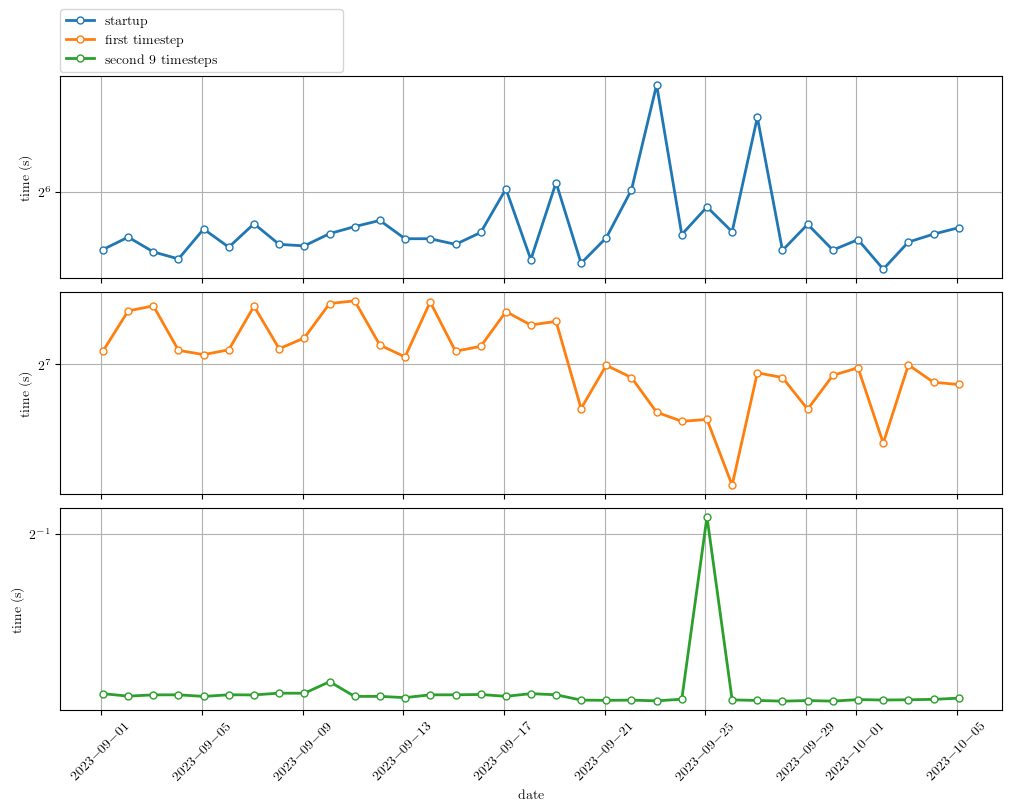 startup
first timestep
second 9 timesteps
time (s)
2^6
time (s)
2^7
time (s)
2^−1
2023−09−01
2023−09−05
2023−09−09
2023−09−13
2023−09−17
2023−09−21
2023−09−25
2023−09−29
2023−10−01
2023−10−05
date